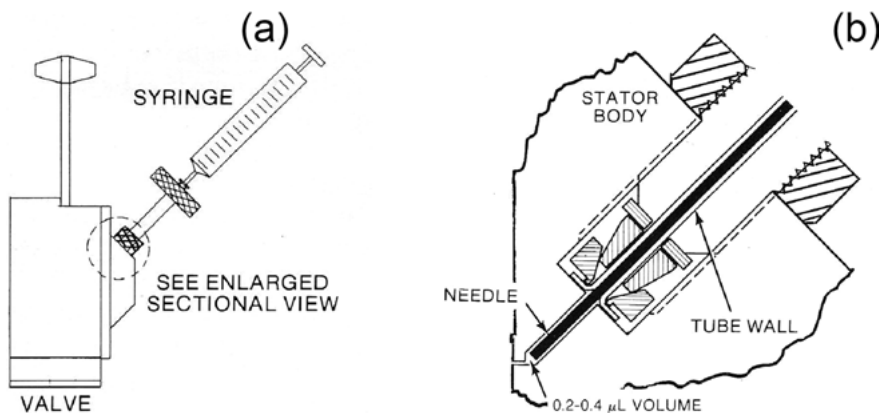 (a)
SYRINGE
SEE ENLARGED
SECTIONAL VIEW
VALVE
(b)
STATOR
BODY
NEEDLE
TUBE WALL
0.2-0.4 μL VOLUME